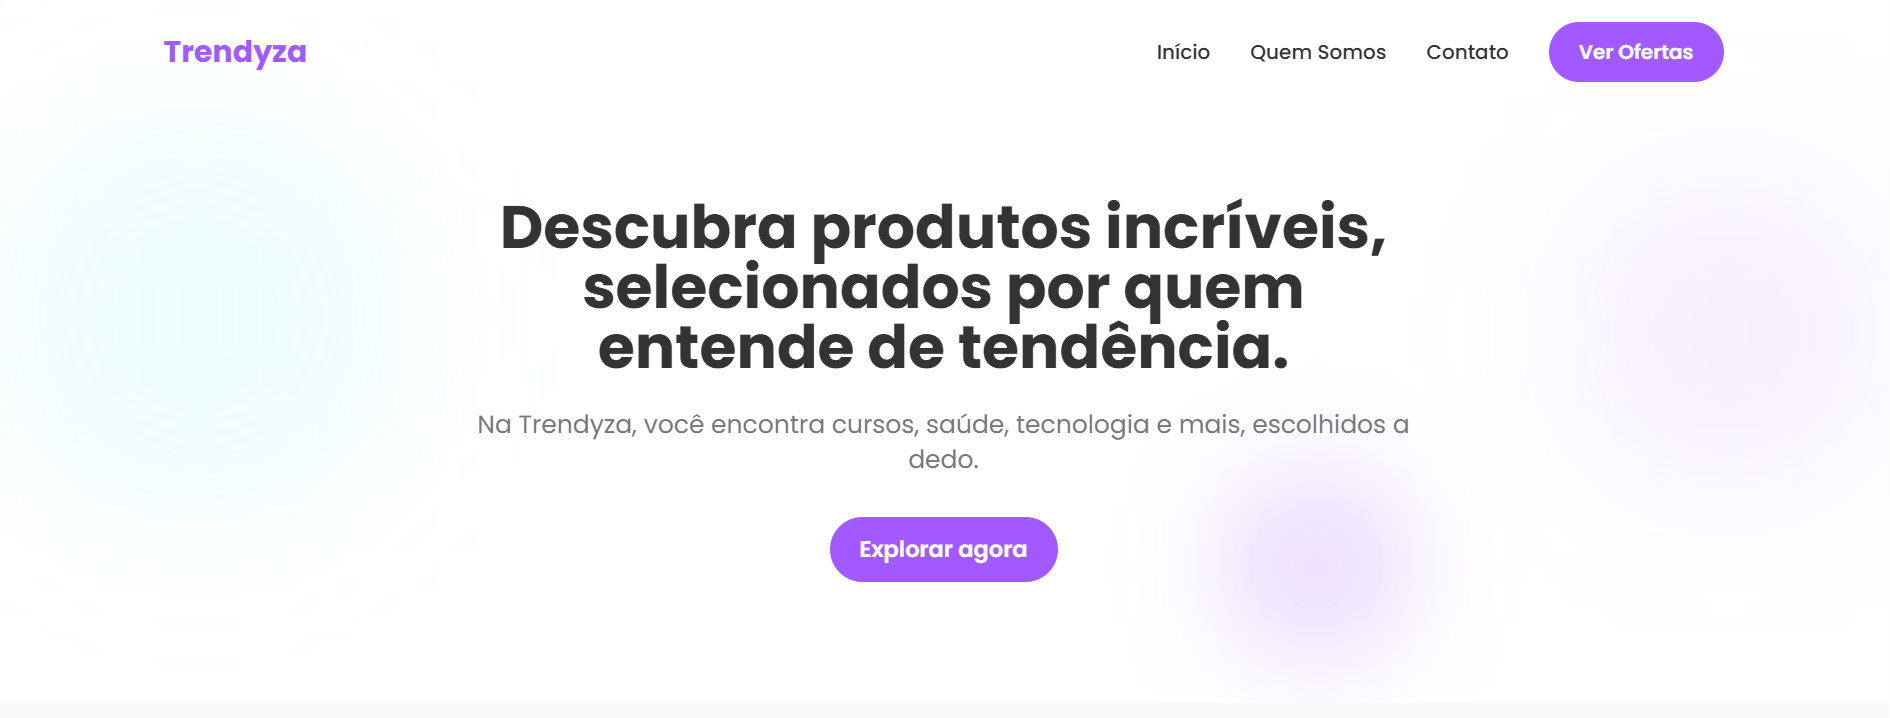 Trendyza
Início
Quem Somos
Contato
Ver Ofertas
Descubra produtos incríveis,
selecionados por quem
entende de tendência.
Na Trendyza, você encontra cursos, saúde, tecnologia e mais, escolhidos a
dedo.
Explorar agora